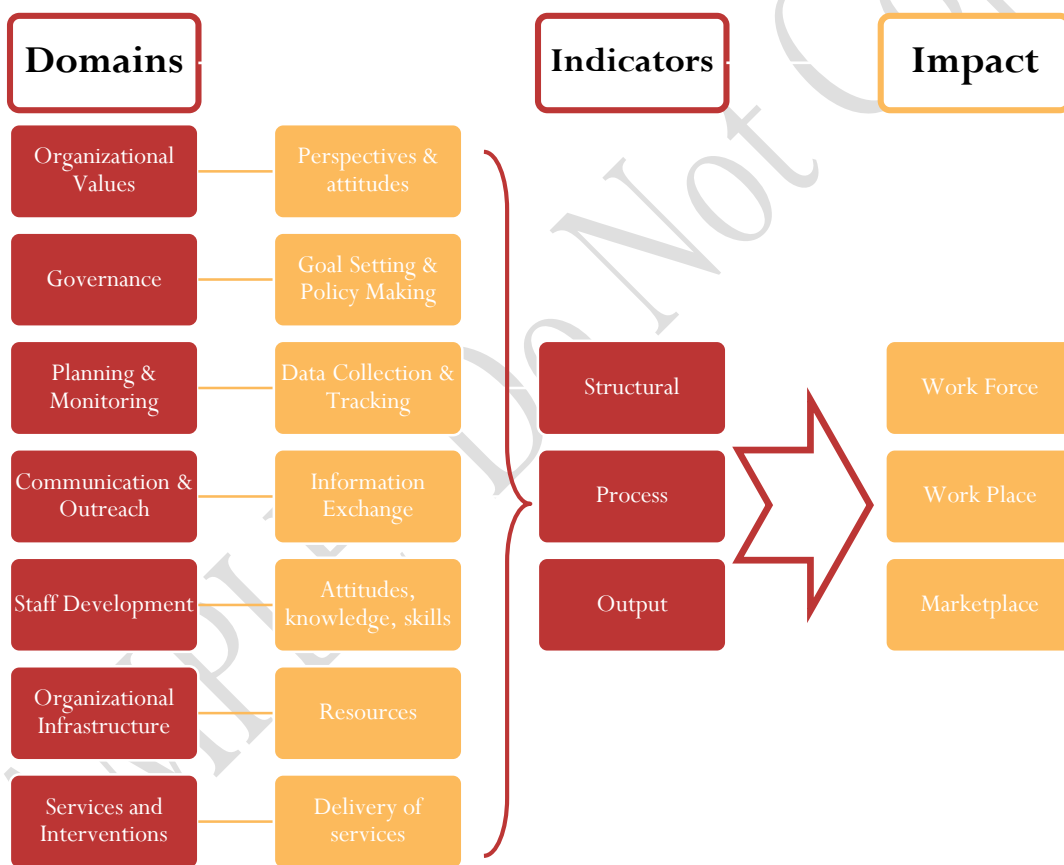 Domains
Indicators
Impact
Organizational
Values
Perspectives &
attitudes
Governance
Goal Setting &
Policy Making
Planning &
Monitoring
Data Collection &
Tracking
Structural
Work Force
Communication &
Outreach
Information
Exchange
Process
Work Place
Staff Development
Attitudes,
knowledge, skills
Output
Marketplace
Organizational
Infrastructure
Resources
Services and
Interventions
Delivery of
services
Do Not